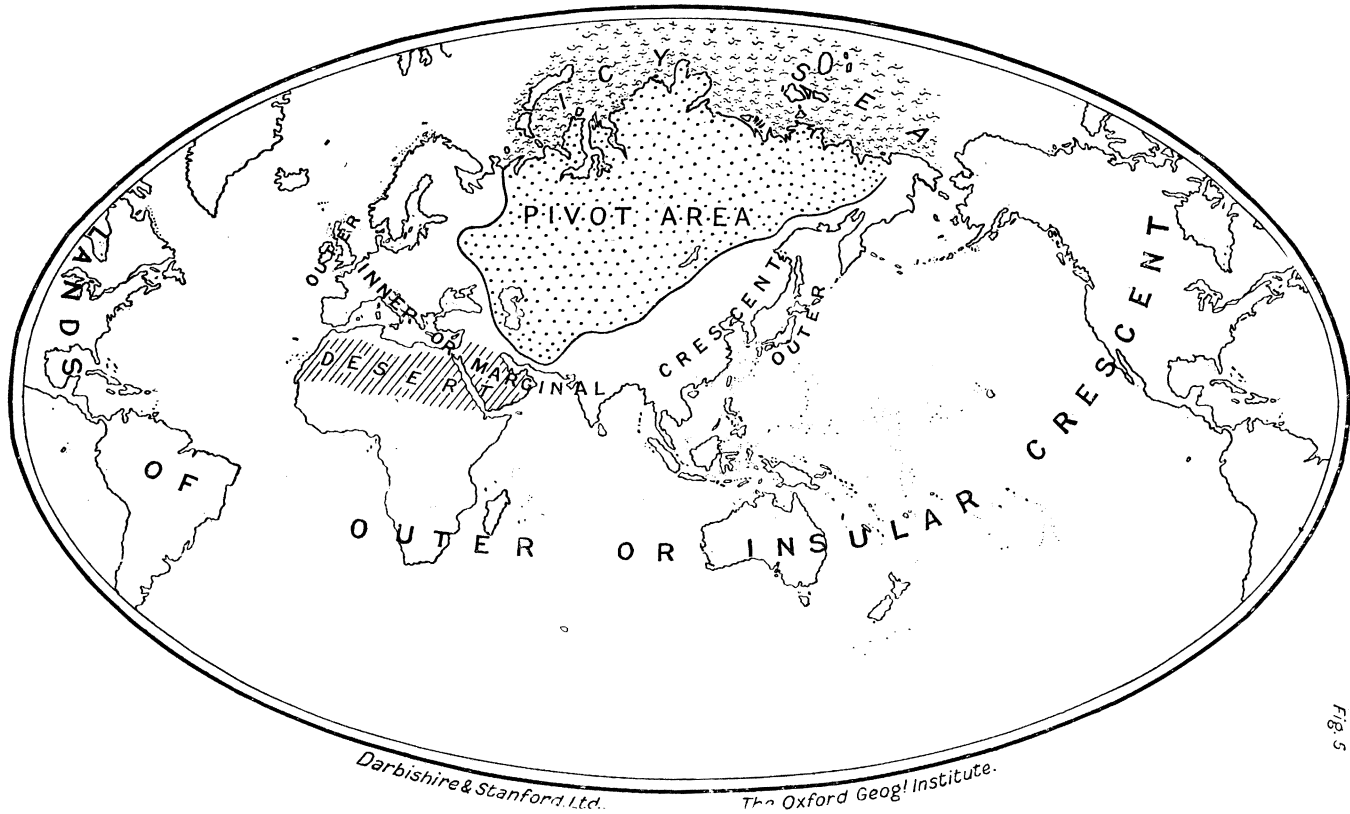 ICY SEA
PIVOT AREA
OUTER
INNER OR MARGINAL CRESCENT
OUTER
DESERT
LANDS OF OUTER OR INSULAR CRESCENT
Fig. 5
Darbishire & Stanford, Ltd.
The Oxford Geog! Institute.